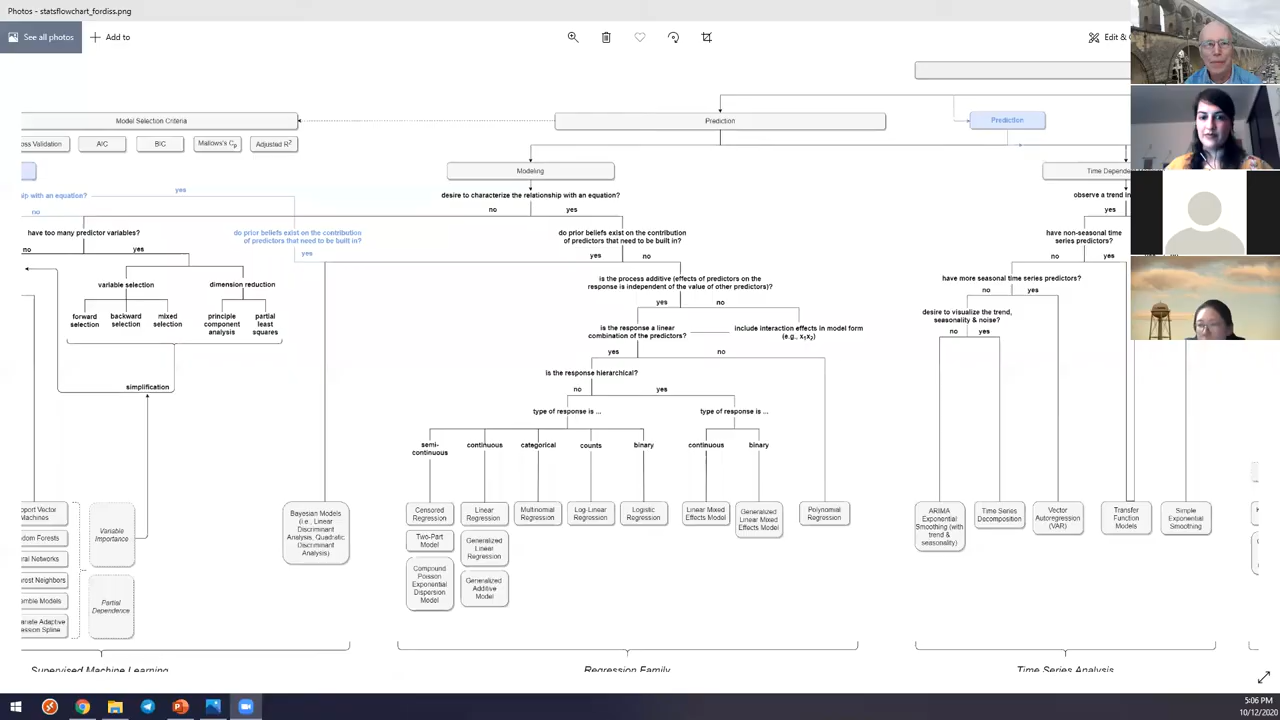 Photos - statsflowchart_fordiss.png
See all photos
Add to
Edit &
Model Selection Criteria
Prediction
Prediction
Validation
AIC
BIC
Mallows's Cp
Adjusted R²
Modeling
Time Depende
with an equation?
yes
desire to characterize the relationship with an equation?
observe a trend in
no
no
yes
yes
have too many predictor variables?
do prior beliefs exist on the contribution
of predictors that need to be built in?
do prior beliefs exist on the contribution
of predictors that need to be built in?
have non-seasonal time
series predictors?
no
yes
yes
yes
no
no
yes
is the process additive (effects of predictors on the
response is independent of the value of other predictors)?
have more seasonal time series predictors?
variable selection
dimension reduction
no
yes
yes
no
forward
selection
backward
selection
mixed
selection
principle
component
analysis
partial
least
squares
is the response a linear
combination of the predictors?
include interaction effects in model form
(e.g., x1x2)
desire to visualize the trend,
seasonality & noise?
no
yes
yes
no
is the response hierarchical?
simplification
no
yes
type of response is ...
type of response is ...
semi-
continuous
continuous
categorical
counts
binary
continuous
binary
port Vector
Machines
dom Forests
ral Networks
rest Neighbors
mble Models
ariate Adaptive
ession Spline
Variable
Importance
Partial
Dependence
Bayesian Models
(i.e., Linear
Discriminant
Analysis, Quadratic
Discriminant
Analysis)
Censored
Regression
Two-Part
Model
Compound
Poisson
Exponential
Dispersion
Model
Linear
Regression
Generalized
Linear
Regression
Generalized
Additive
Model
Multinomial
Regression
Log-Linear
Regression
Logistic
Regression
Linear Mixed
Effects Model
Generalized
Linear Mixed
Effects Model
Polynomial
Regression
ARIMA
Exponential
Smoothing (with
trend &
seasonality)
Time Series
Decomposition
Vector
Autoregression
(VAR)
Transfer
Function
Models
Simple
Exponential
Smoothing
Supervised Machine Learning
Regression Family
Time Series Analysis
5:06 PM
10/12/2020